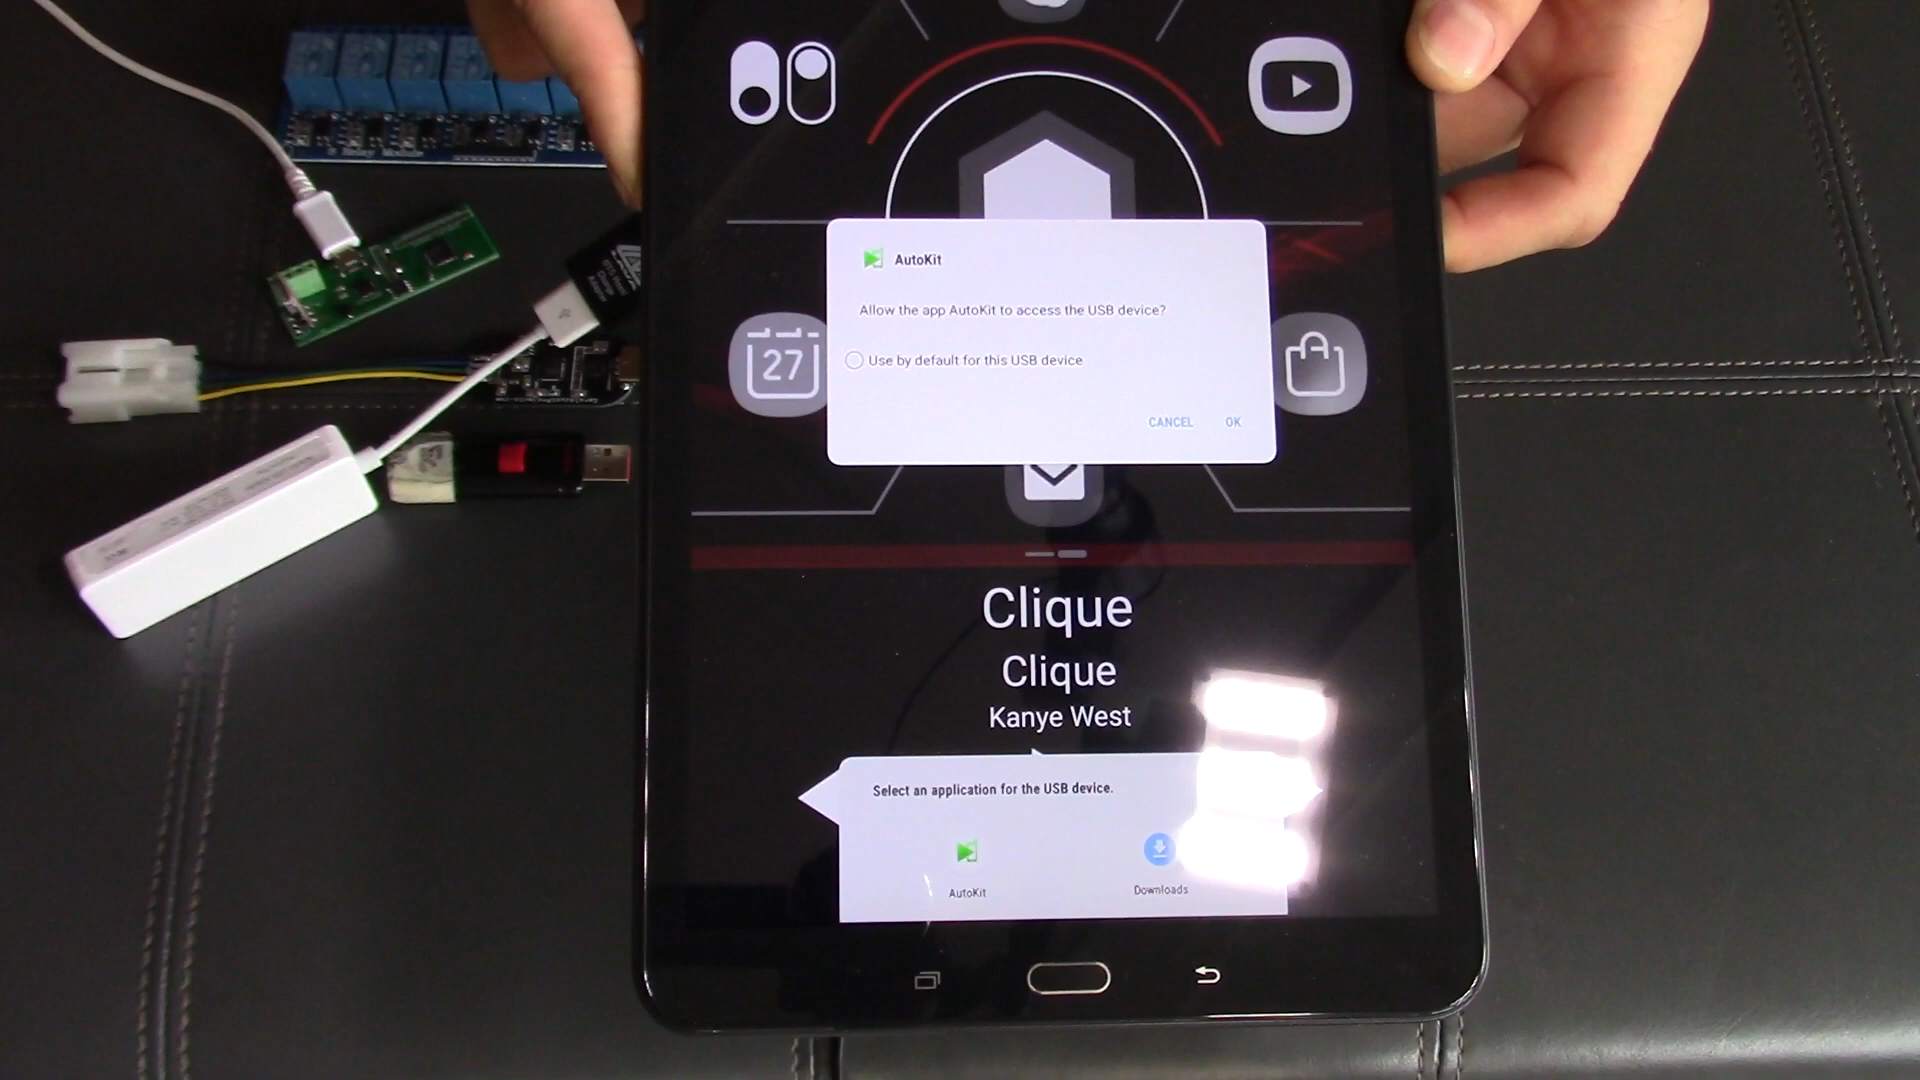 AutoKit
Allow the app AutoKit to access the USB device?
Use by default for this USB device
CANCEL OK
27
Clique
Clique
Kanye West
Select an application for the USB device.
AutoKit Downloads